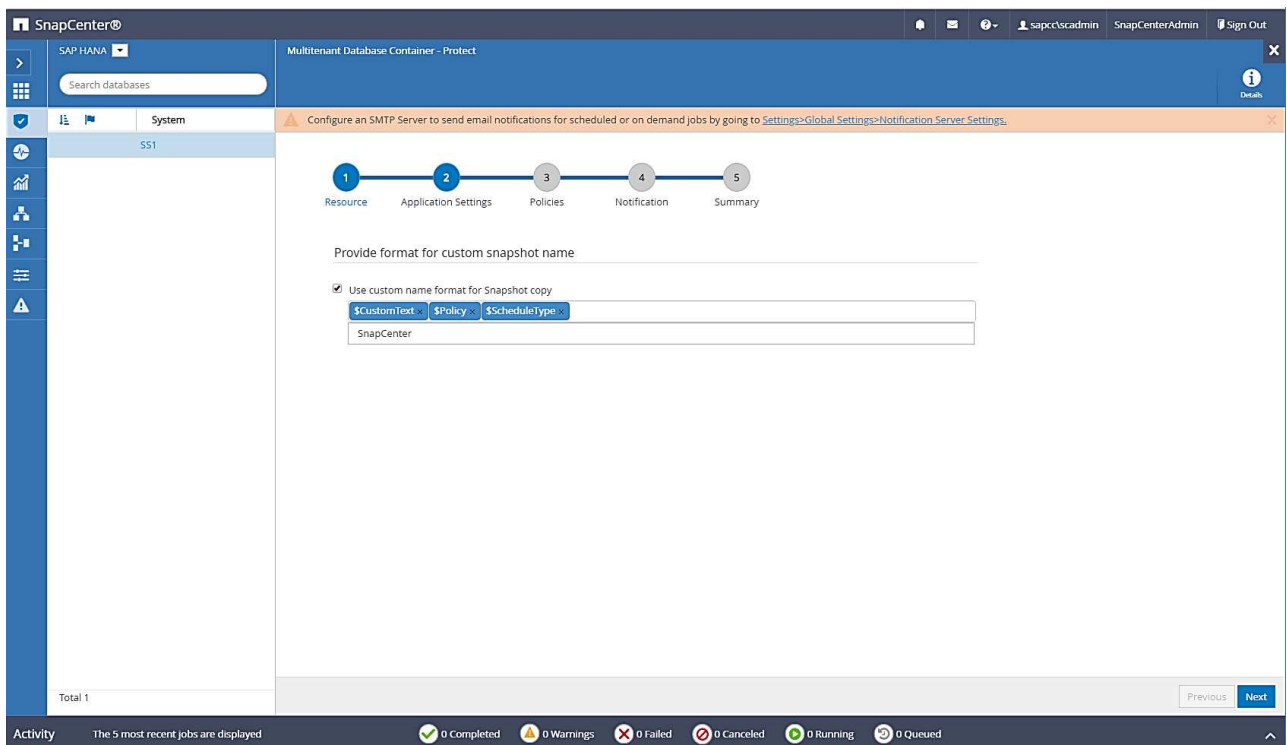 SnapCenter®
sapcc\scadmin SnapCenterAdmin Sign Out
SAP HANA
Multitenant Database Container - Protect
Search databases
Details
System
Configure an SMTP Server to send email notifications for scheduled or on demand jobs by going to Settings>Global Settings>Notification Server Settings.
SS1
1 2 3 4 5
Resource Application Settings Policies Notification Summary
Provide format for custom snapshot name
Use custom name format for Snapshot copy
$CustomText × $Policy × $ScheduleType ×
SnapCenter
Total 1
Previous Next
Activity The 5 most recent jobs are displayed 0 Completed 0 Warnings 0 Failed 0 Canceled 0 Running 0 Queued